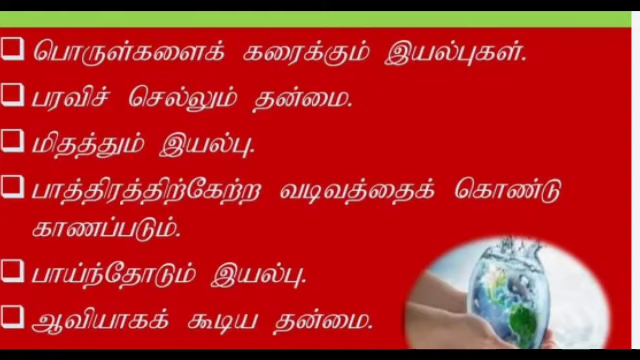 ❑ பொருள்களைக் கரைக்கும் இயல்புகள்.
❑ பரவிச் செல்லும் தன்மை.
❑ மிதத்தும் இயல்பு.
❑ பாத்திரத்திற்கேற்ற வடிவத்தைக் கொண்டு
காணப்படும்.
❑ பாய்ந்தோடும் இயல்பு.
❑ ஆவியாகக் கூடிய தன்மை.